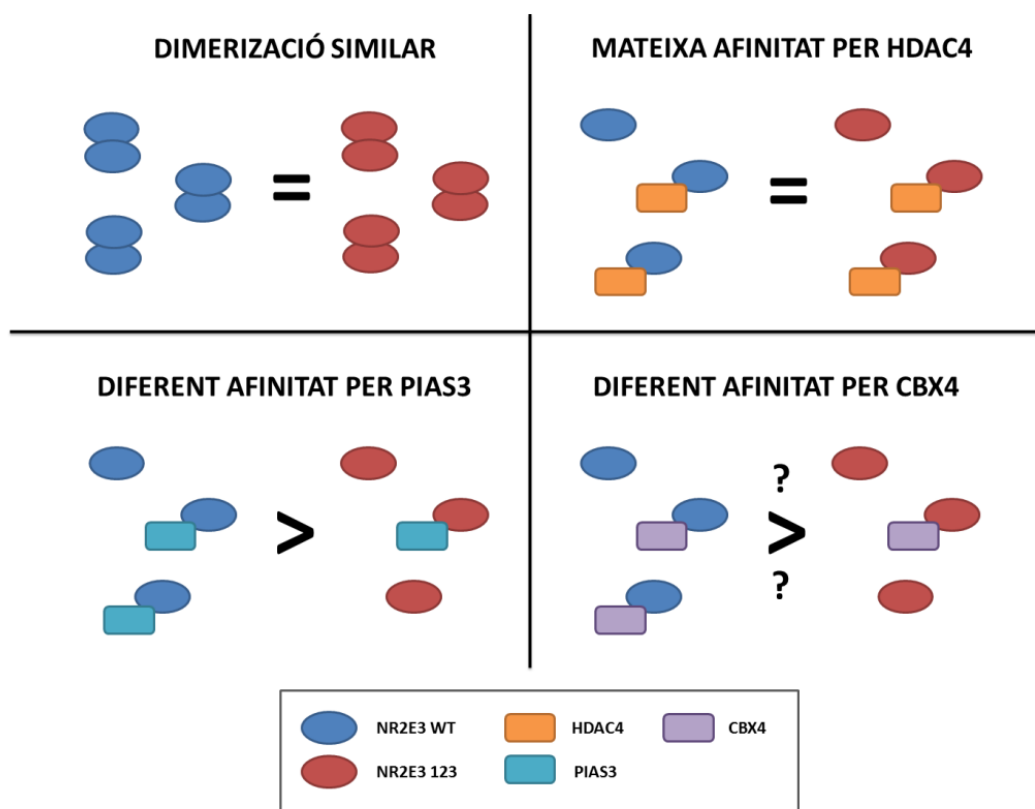 DIMERIZACIÓ SIMILAR
=
MATEIXA AFINITAT PER HDAC4
=
DIFERENT AFINITAT PER PIAS3
>
DIFERENT AFINITAT PER CBX4
?
>
?
NR2E3 WT
HDAC4
CBX4
NR2E3 123
PIAS3